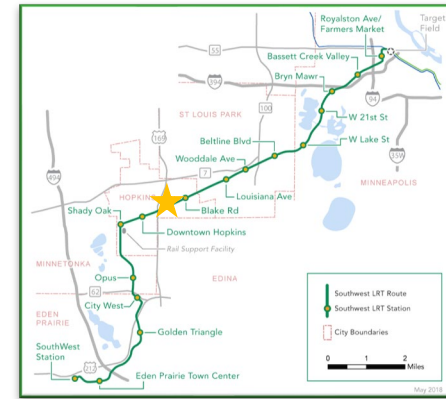 Royalston Ave/
Farmers Market
Target
Field
55
Bassett Creek Valley
394
Bryn Mawr
94
ST LOUIS PARK
100
W 21st St
169
Beltline Blvd
W Lake St
35W
Wooddale Ave
7
MINNEAPOLIS
494
HOPKINS
Louisiana Ave
Shady Oak
Blake Rd
Downtown Hopkins
Rail Support Facility
MINNETONKA
EDINA
Opus
62
City West
EDEN
PRAIRIE
Golden Triangle
SouthWest
Station
212
Eden Prairie Town Center
Southwest LRT Route
Southwest LRT Station
City Boundaries
0 1 2
Miles
May 2018